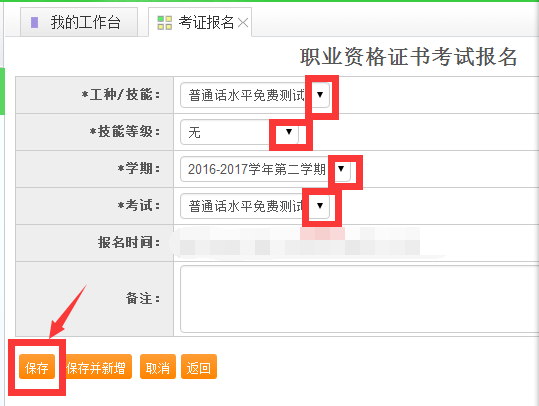 我的工作台 考证报名
职业资格证书考试报名
*工种/技能： 普通话水平免费测试
*技能等级： 无
*学期： 2016-2017学年第二学期
*考试： 普通话水平免费测试
报名时间：
备注：
保存 保存并新增 取消 返回